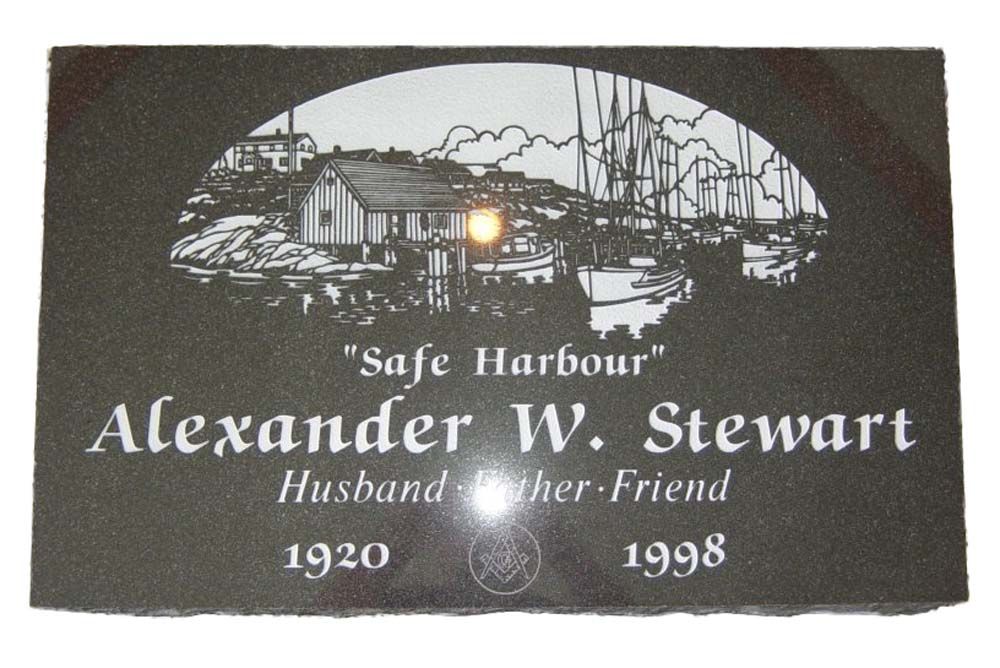 "Safe Harbour"
Alexander W. Stewart
Husband · Father · Friend
1920 1998